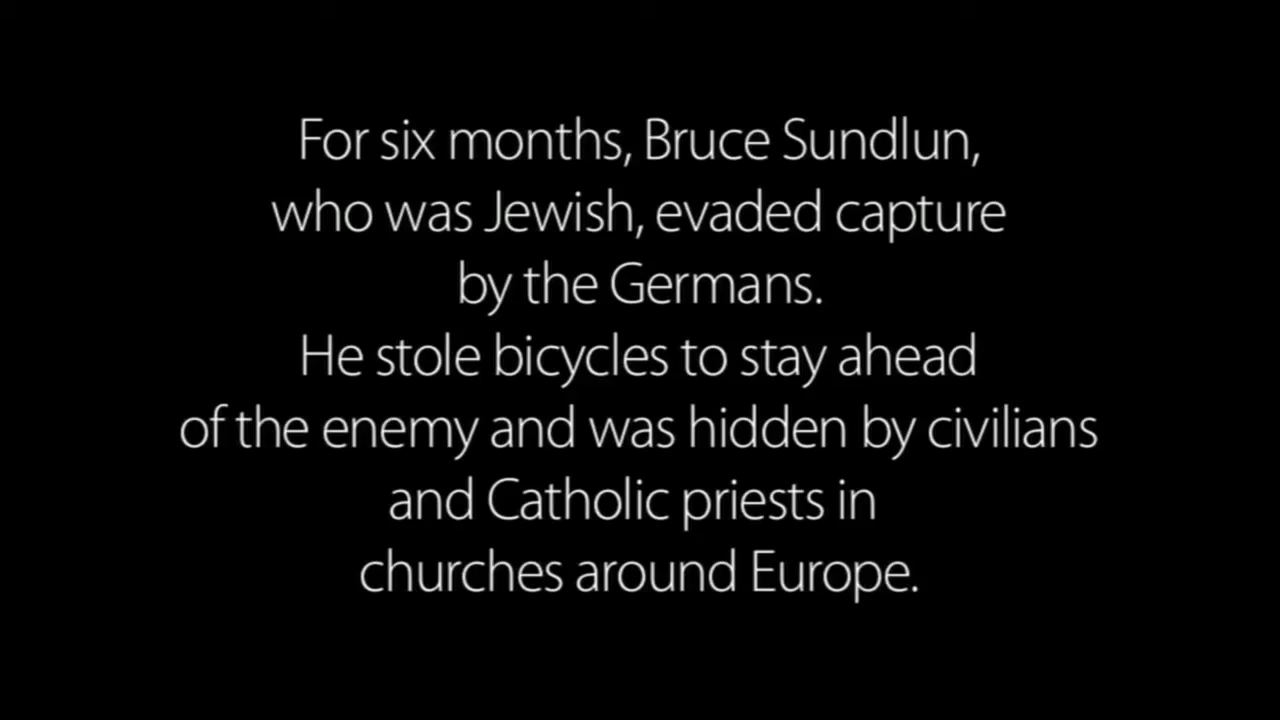 For six months, Bruce Sundlun,
who was Jewish, evaded capture
by the Germans.
He stole bicycles to stay ahead
of the enemy and was hidden by civilians
and Catholic priests in
churches around Europe.